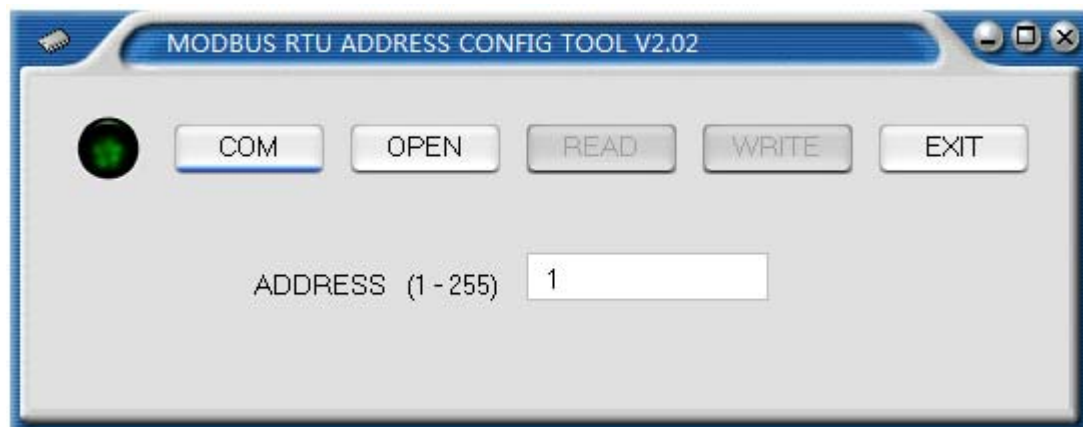 MODBUS RTU ADDRESS CONFIG TOOL V2.02
COM OPEN READ WRITE EXIT
ADDRESS (1 - 255) 1